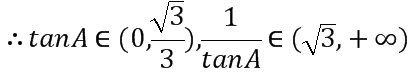 ∴ tanA ∈ (0, √3/3), 1/tanA ∈ (√3, + ∞)